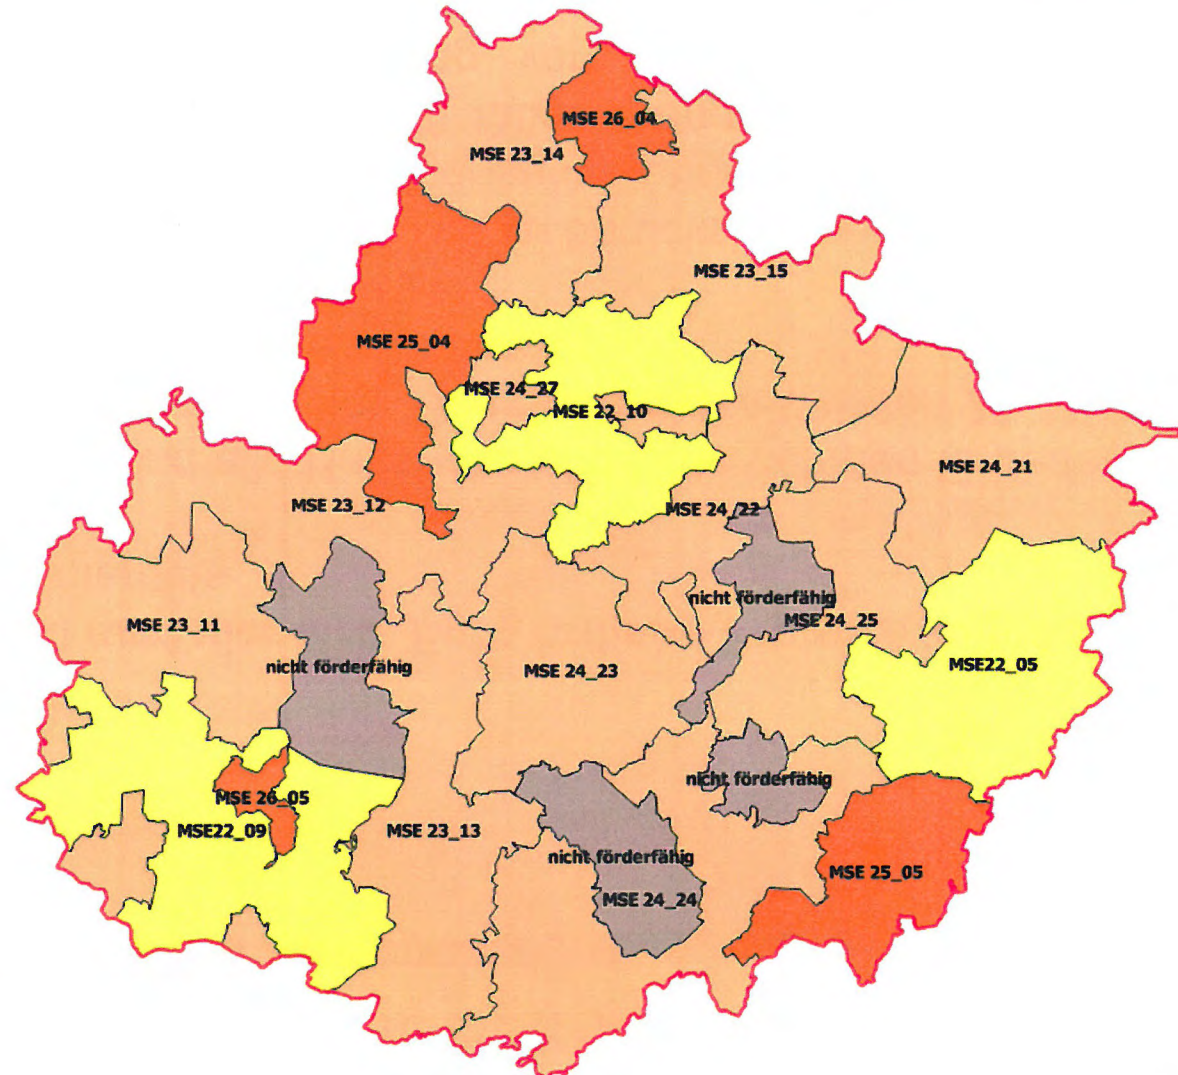 MSE 26_04
MSE 23_14
MSE 23_15
MSE 25_04
MSE 24_27
MSE 22_10
MSE 24_21
MSE 23_12
MSE 24_22
nicht förderfähig
MSE 24_25
MSE 23_11
nicht förderfähig
MSE 24_23
MSE22_05
nicht förderfähig
MSE 26_05
MSE22_09
MSE 23_13
nicht förderfähig
MSE 25_05
MSE 24_24